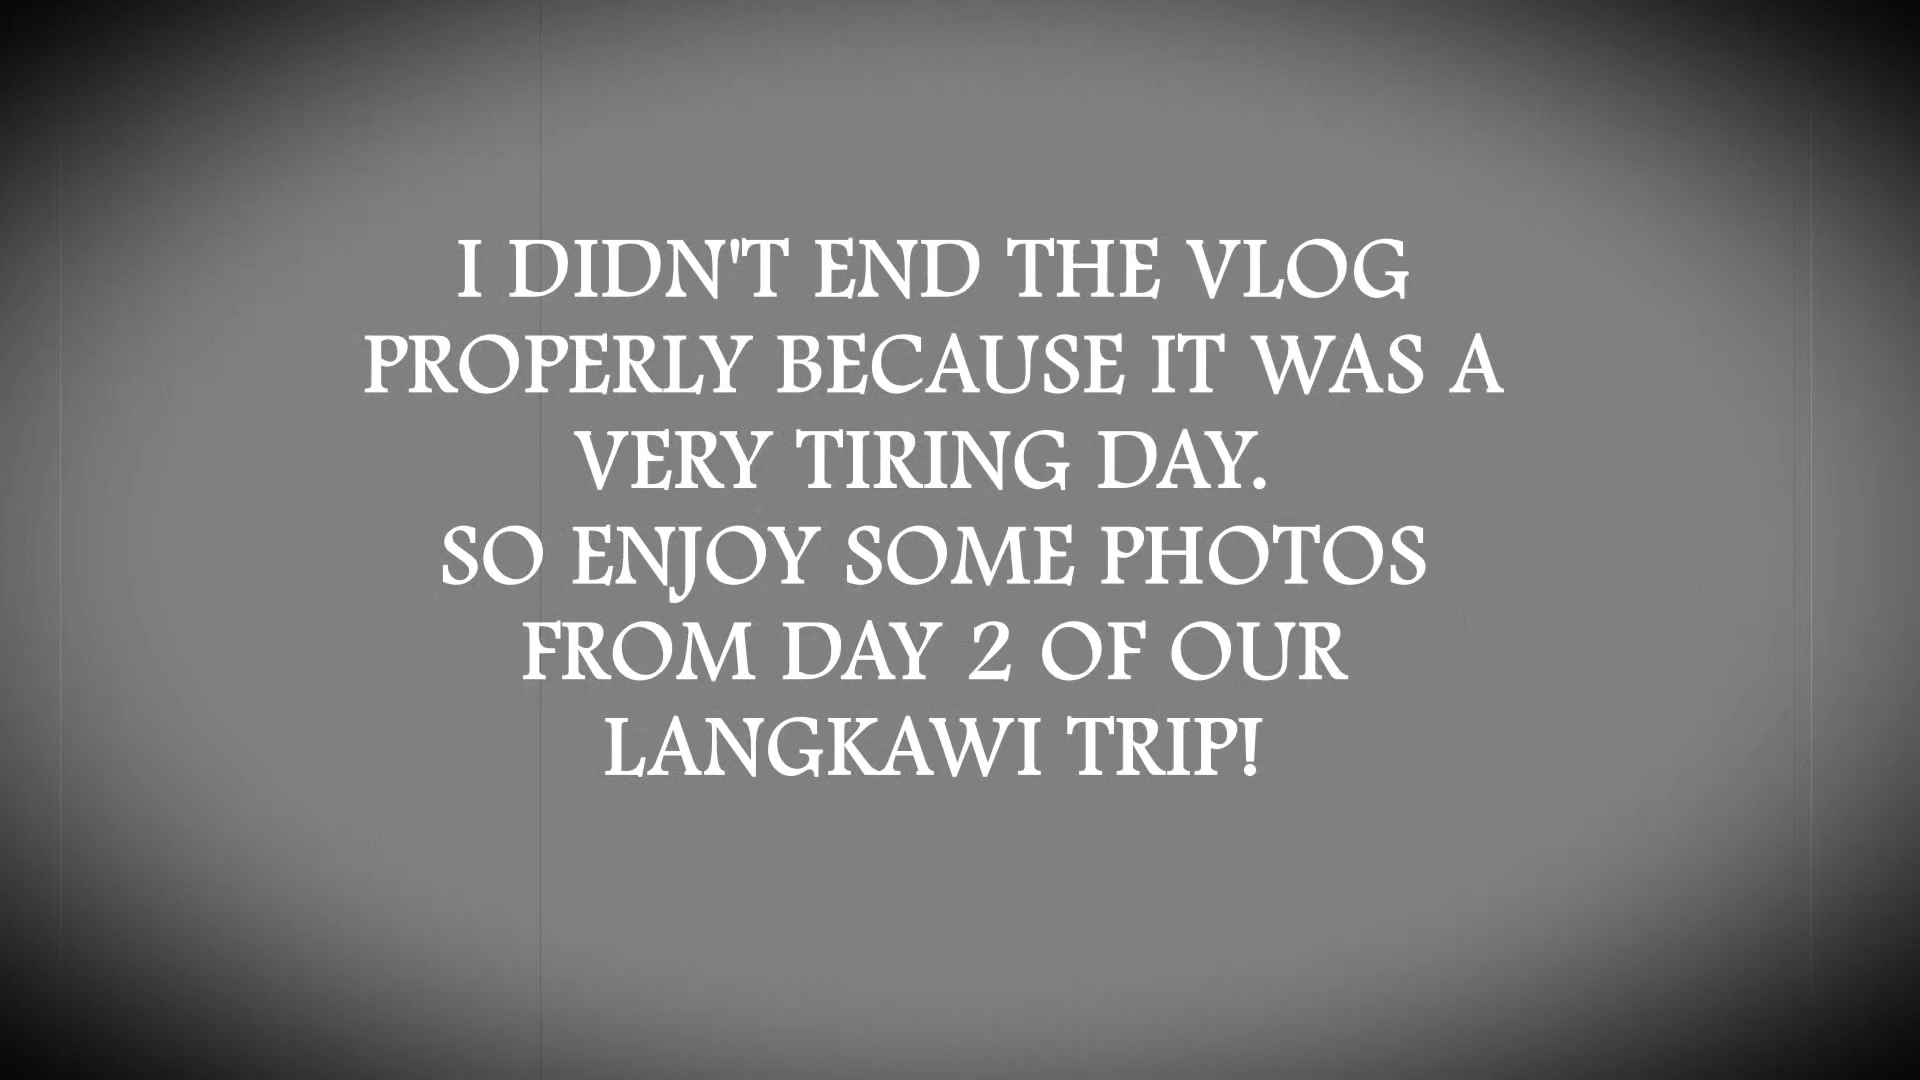 I DIDN'T END THE VLOG
PROPERLY BECAUSE IT WAS A
VERY TIRING DAY.
SO ENJOY SOME PHOTOS
FROM DAY 2 OF OUR
LANGKAWI TRIP!